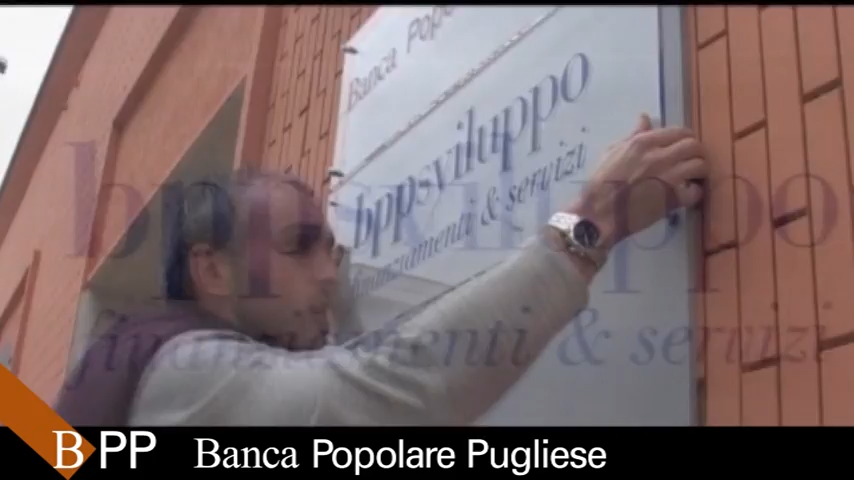 Banca Popo
bppsviluppo
finanziamenti & servizi
bppsviluppo
finanziamenti & servizi
BPP Banca Popolare Pugliese